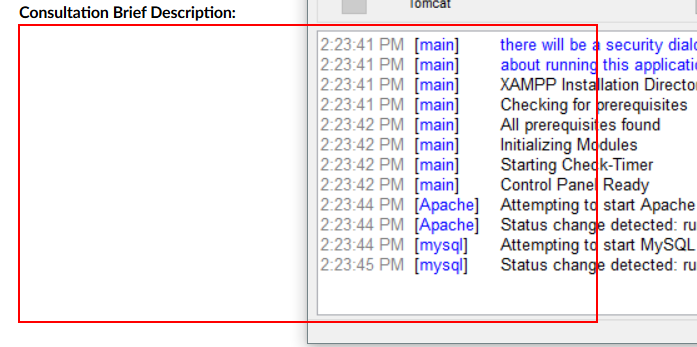 Consultation Brief Description:
Tomcat
2:23:41 PM [main] there will be a security
2:23:41 PM [main] about running this
2:23:41 PM [main] XAMPP Installation
2:23:41 PM [main] Checking for prerequisites
2:23:42 PM [main] All prerequisites found
2:23:42 PM [main] Initializing Modules
2:23:42 PM [main] Starting Check-Timer
2:23:42 PM [main] Control Panel Ready
2:23:44 PM [Apache] Attempting to start Apache
2:23:44 PM [Apache] Status change detected:
2:23:44 PM [mysql] Attempting to start MySQL
2:23:45 PM [mysql] Status change detected: